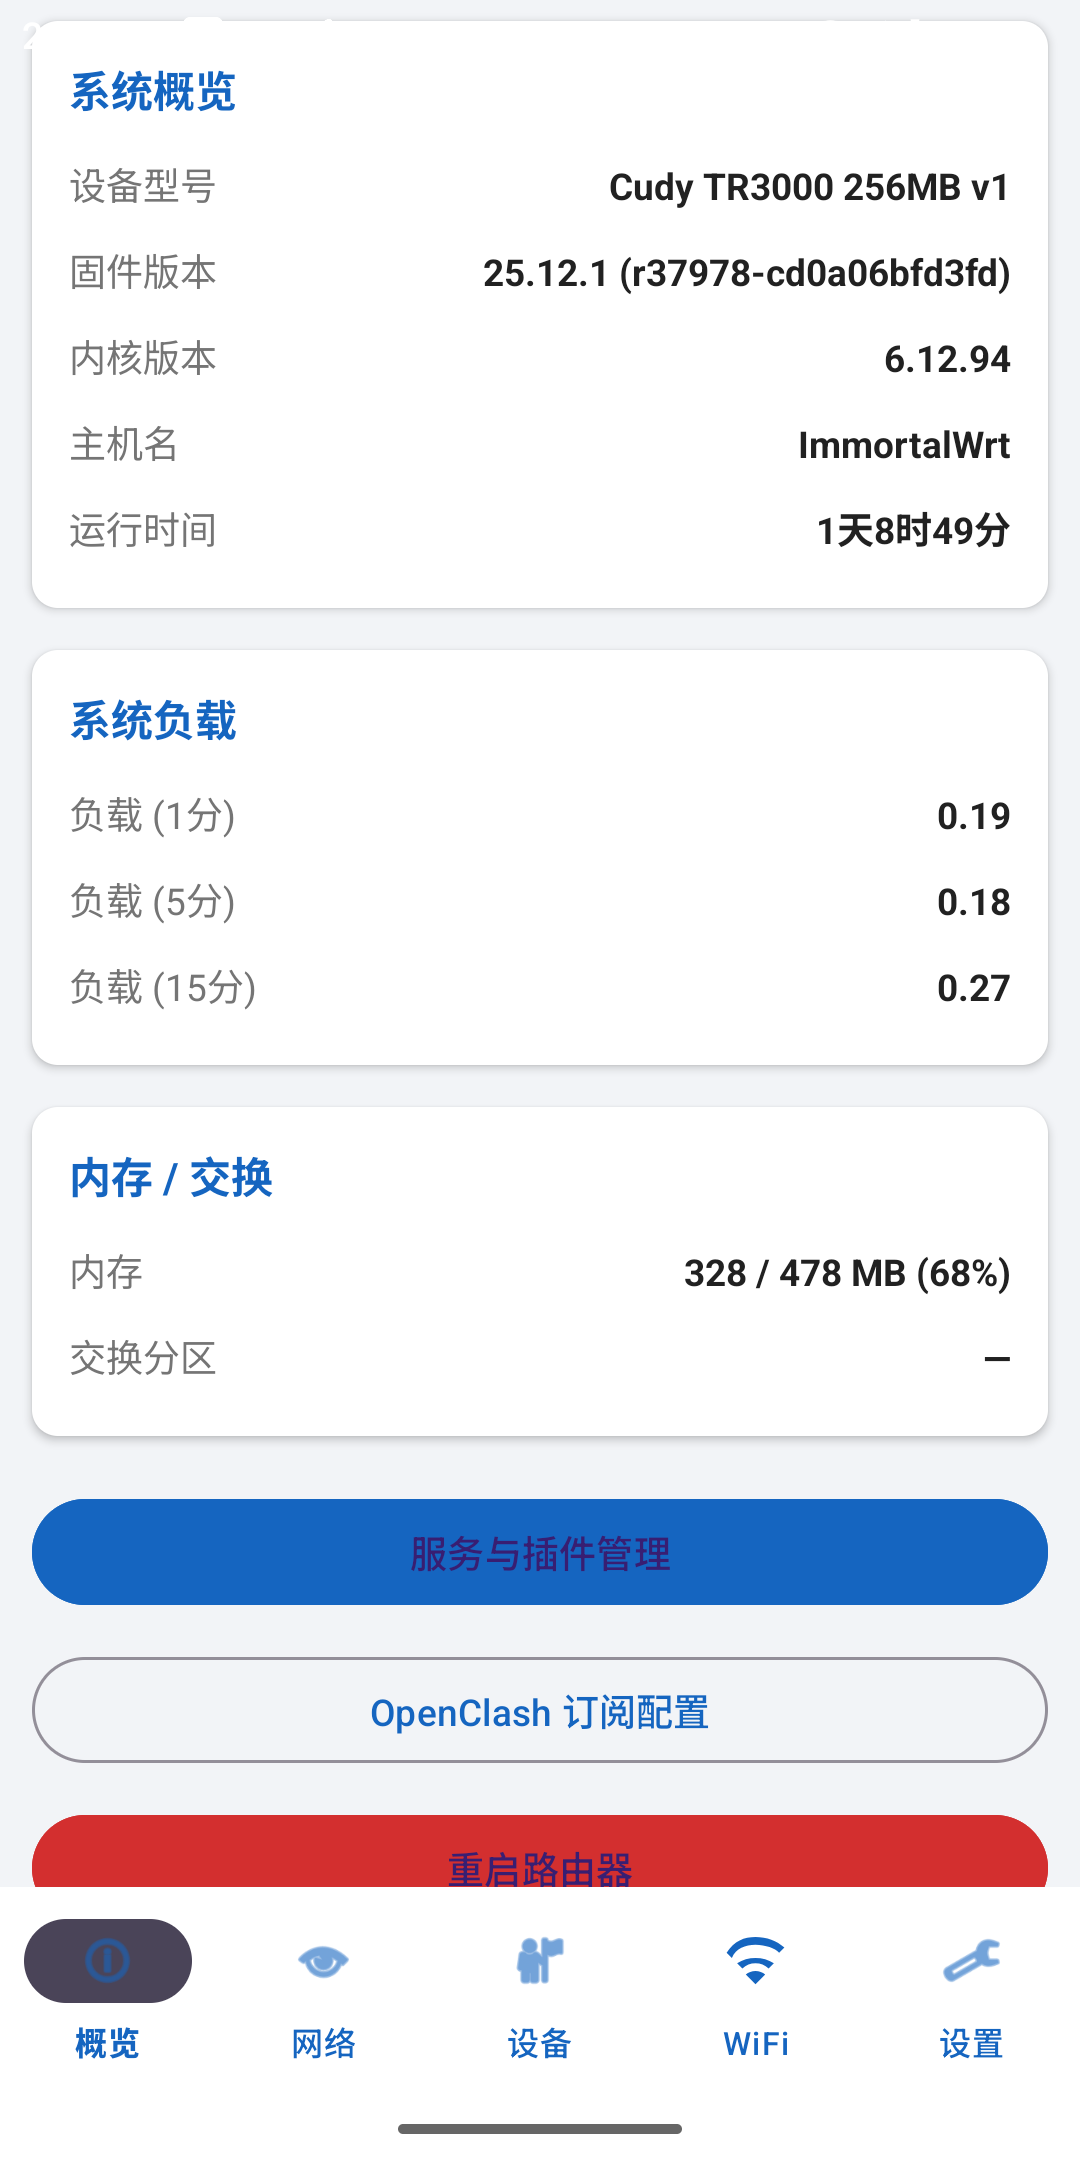 系统概览
设备型号 Cudy TR3000 256MB v1
固件版本 25.12.1 (r37978-cd0a06bfd3fd)
内核版本 6.12.94
主机名 ImmortalWrt
运行时间 1天8时49分
系统负载
负载 (1分) 0.19
负载 (5分) 0.18
负载 (15分) 0.27
内存 / 交换
内存 328 / 478 MB (68%)
交换分区 —
服务与插件管理
OpenClash 订阅配置
重启路由器
概览 网络 设备 WiFi 设置